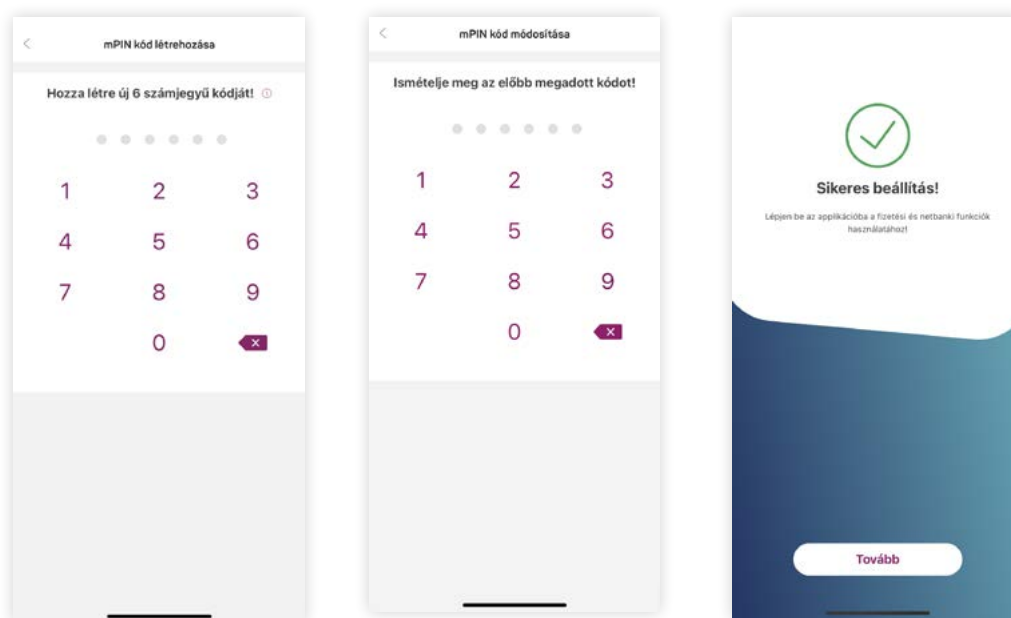 mPIN kód létrehozása
Hozza létre új 6 számjegyű kódját!
1 2 3
4 5 6
7 8 9
0
mPIN kód módosítása
Ismételje meg az előbb megadott kódot!
1 2 3
4 5 6
7 8 9
0
Sikeres beállítás!
Lépjen be az applikációba a fizetési és netbanki funkciók
használatához!
Tovább